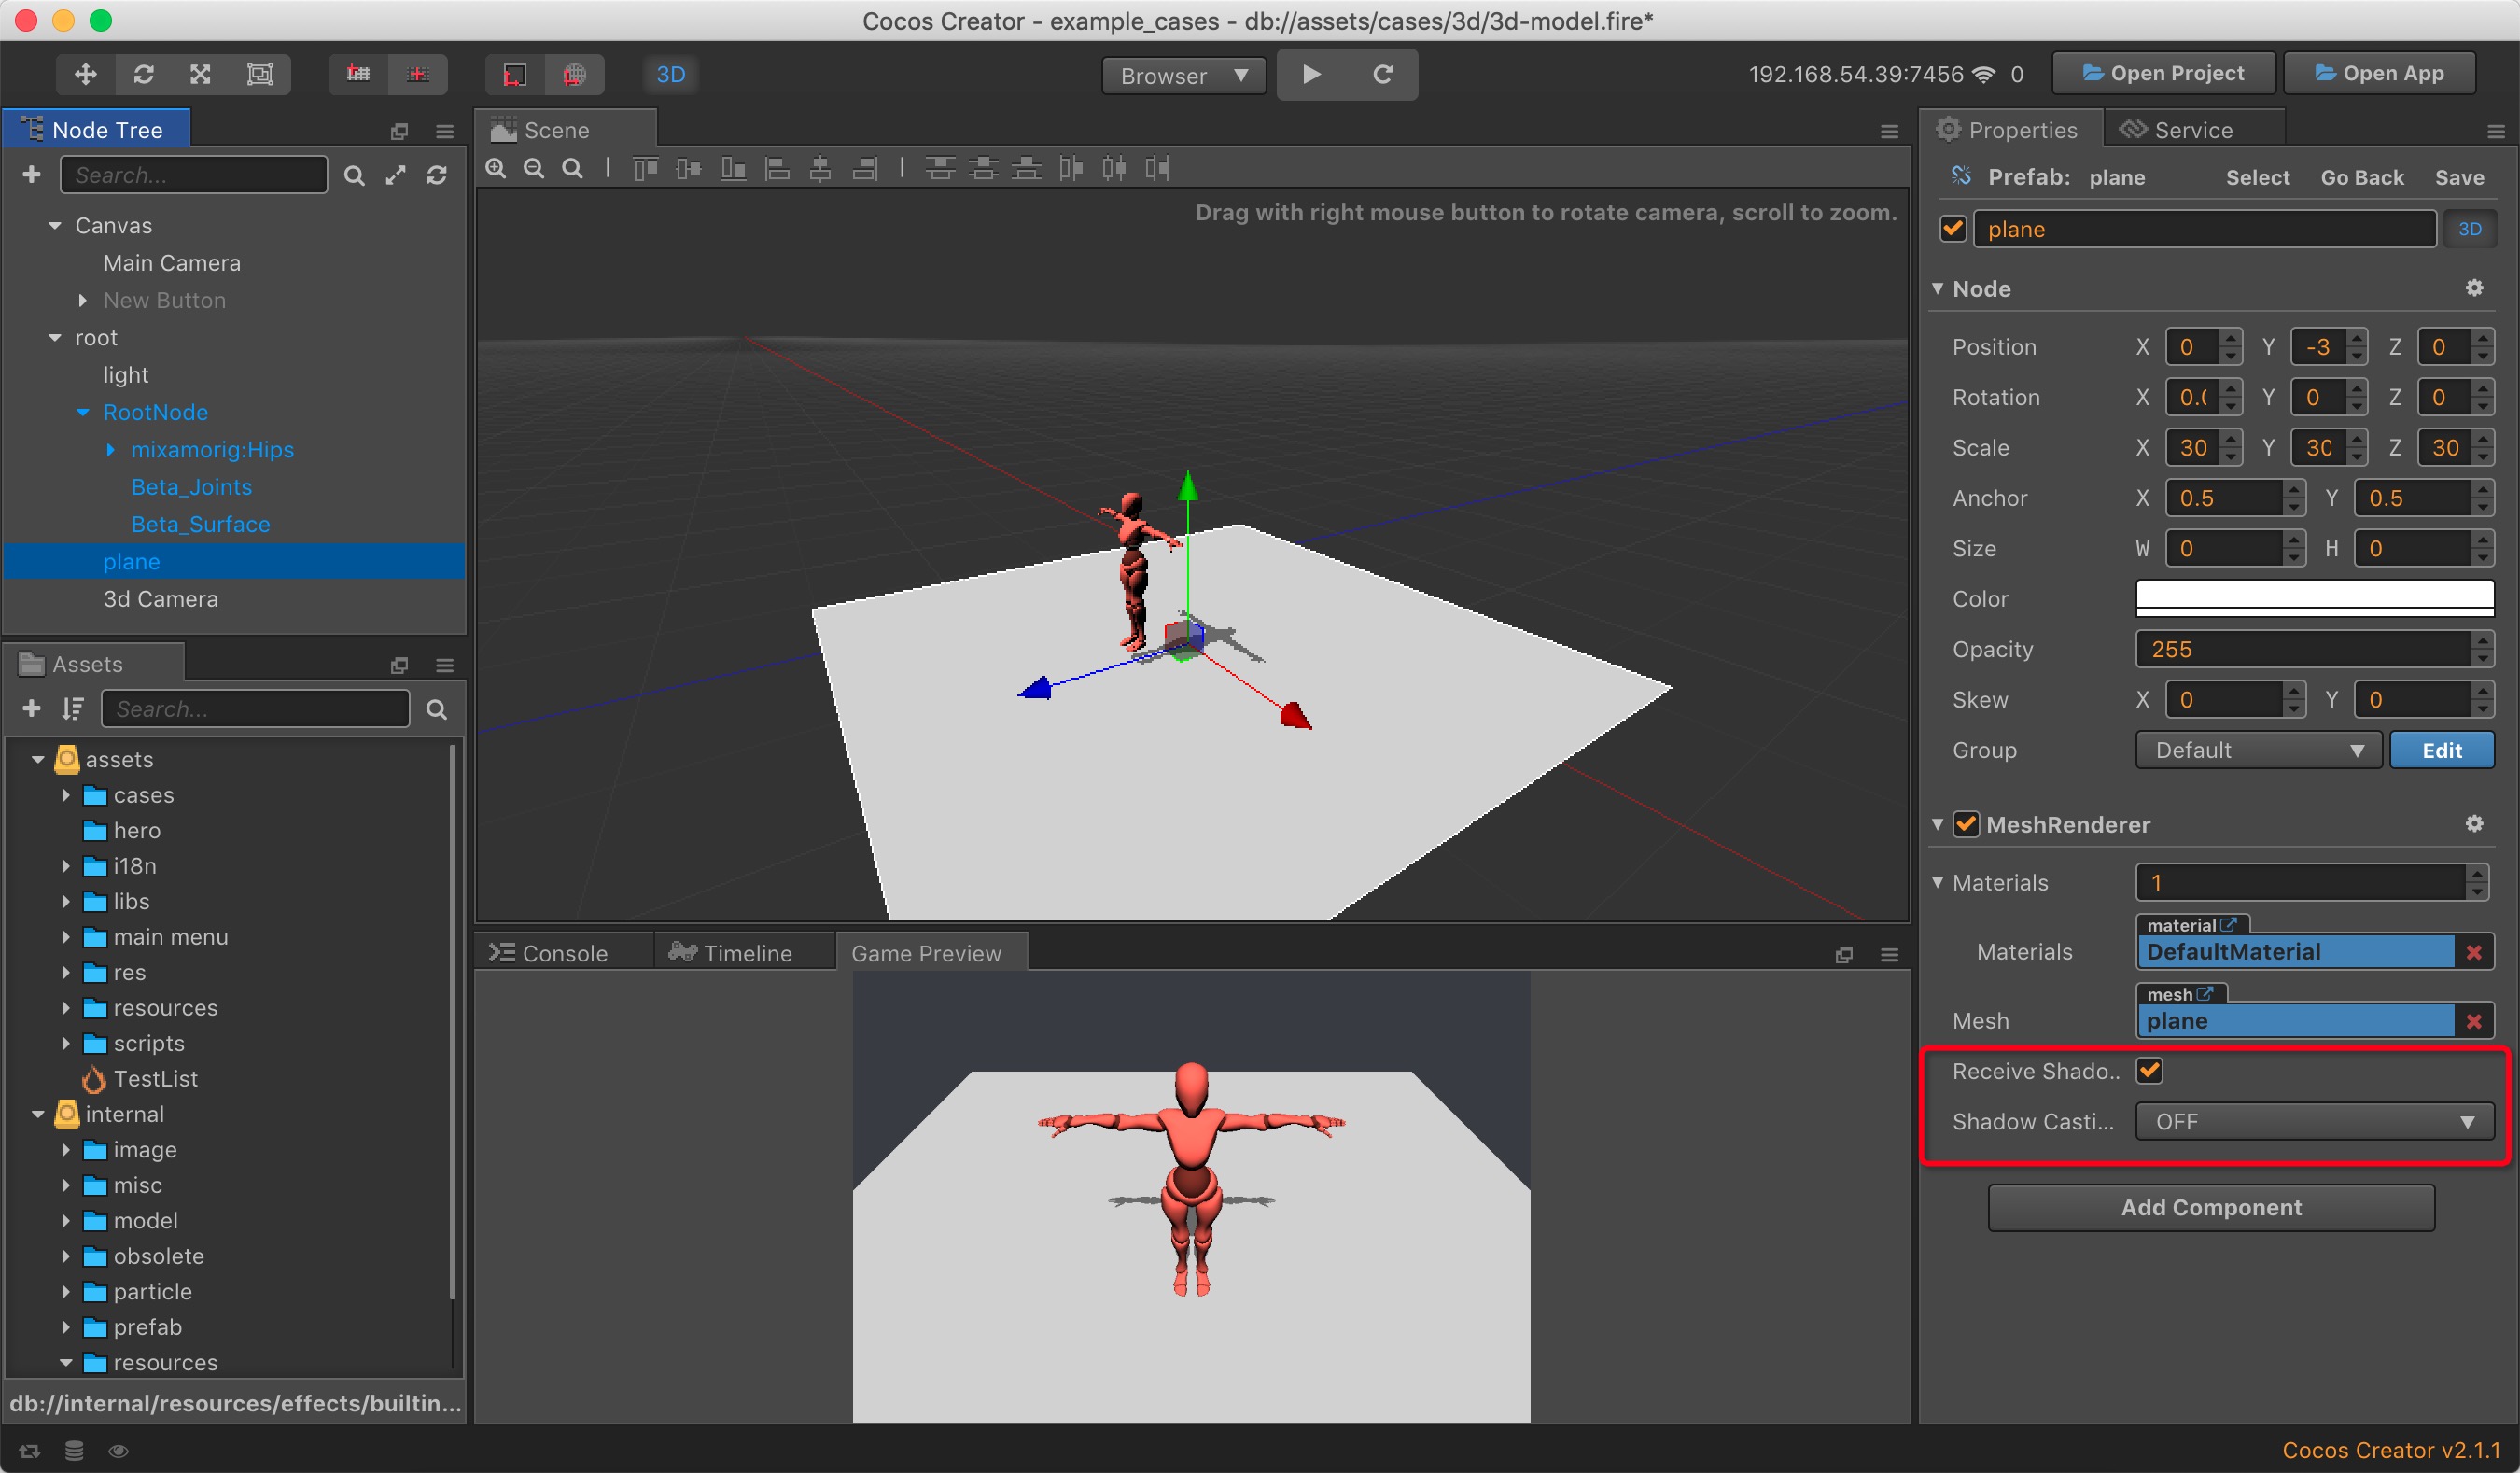 Cocos Creator - example_cases - db://assets/cases/3d/3d-model.fire*
3D
Browser
192.168.54.39:7456 0
Open Project
Open App
Node Tree
Search...
Canvas
Main Camera
New Button
root
light
RootNode
mixamorig:Hips
Beta_Joints
Beta_Surface
plane
3d Camera
Assets
Search...
assets
cases
hero
i18n
libs
main menu
res
resources
scripts
TestList
internal
image
misc
model
obsolete
particle
prefab
resources
db://internal/resources/effects/builtin...
Scene
Drag with right mouse button to rotate camera, scroll to zoom.
Console
Timeline
Game Preview
Properties
Service
Prefab: plane Select Go Back Save
plane 3D
Node
Position X 0 Y -3 Z 0
Rotation X 0.( Y 0 Z 0
Scale X 30 Y 30 Z 30
Anchor X 0.5 Y 0.5
Size W 0 H 0
Color
Opacity 255
Skew X 0 Y 0
Group Default Edit
MeshRenderer
Materials 1
material
Materials DefaultMaterial
mesh
Mesh plane
Receive Shado..
Shadow Casti... OFF
Add Component
Cocos Creator v2.1.1